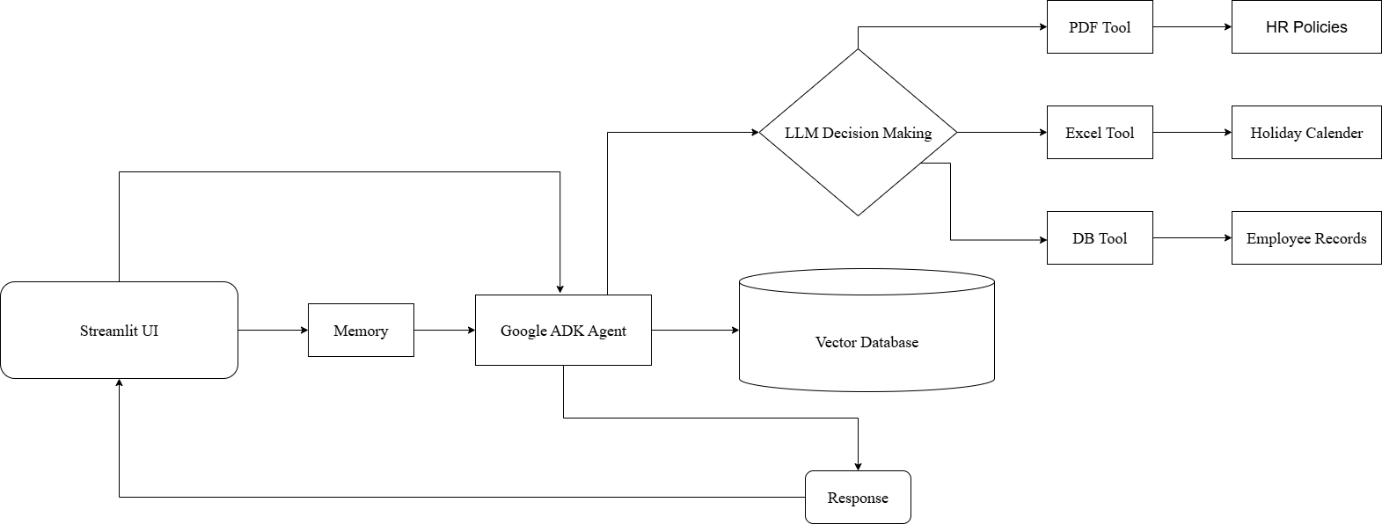 PDF Tool
HR Policies
LLM Decision Making
Excel Tool
Holiday Calender
DB Tool
Employee Records
Streamlit UI
Memory
Google ADK Agent
Vector Database
Response